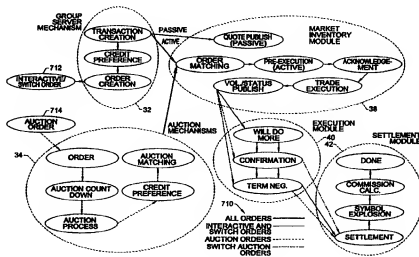 GROUP
SERVER
MECHANISM
TRANSACTION
CREATION
CREDIT
PREFERENCE
ORDER
CREATION
712
INTERACTIVE/
SWITCH ORDER
32
PASSIVE
ACTIVE
QUOTE PUBLISH
(PASSIVE)
MARKET
INVENTORY
MODULE
ORDER
MATCHING
PRE-EXECUTION
(ACTIVE)
ACKNOWLEDGE-
MENT
VOL/STATUS
PUBLISH
TRADE
EXECUTION
38
714
AUCTION
ORDER
AUCTION
MECHANISMS
34
ORDER
AUCTION
MATCHING
AUCTION COUNT
DOWN
CREDIT
PREFERENCE
AUCTION
PROCESS
WILL DO
MORE
CONFIRMATION
TERM NEG.
EXECUTION
MODULE
40
42
SETTLEMENT
MODULE
DONE
COMMISSION
CALC.
SYMBOL
EXPLOSION
SETTLEMENT
710
ALL ORDERS
INTERACTIVE AND
SWITCH ORDERS
AUCTION ORDERS
SWITCH AUCTION
ORDERS